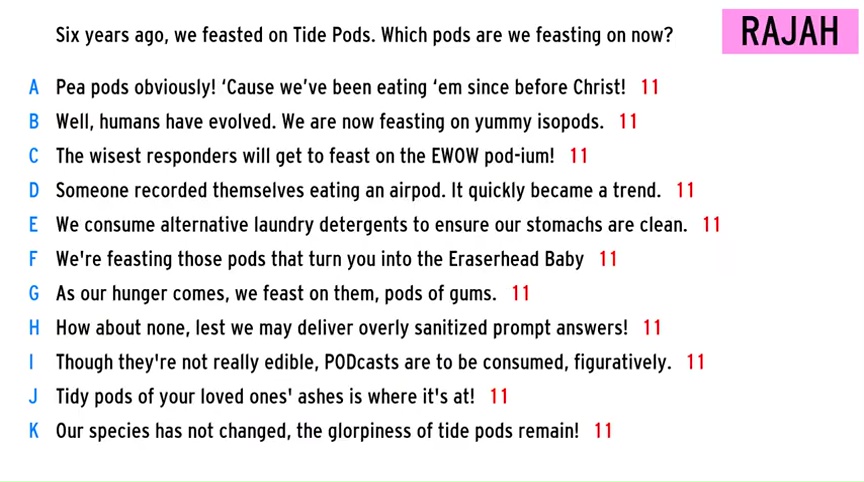 Six years ago, we feasted on Tide Pods. Which pods are we feasting on now?
RAJAH
A Pea pods obviously! ‘Cause we’ve been eating ‘em since before Christ! 11
B Well, humans have evolved. We are now feasting on yummy isopods. 11
C The wisest responders will get to feast on the EWOW pod-ium! 11
D Someone recorded themselves eating an airpod. It quickly became a trend. 11
E We consume alternative laundry detergents to ensure our stomachs are clean. 11
F We're feasting those pods that turn you into the Eraserhead Baby 11
G As our hunger comes, we feast on them, pods of gums. 11
H How about none, lest we may deliver overly sanitized prompt answers! 11
I Though they're not really edible, PODcasts are to be consumed, figuratively. 11
J Tidy pods of your loved ones' ashes is where it's at! 11
K Our species has not changed, the glorpiness of tide pods remain! 11